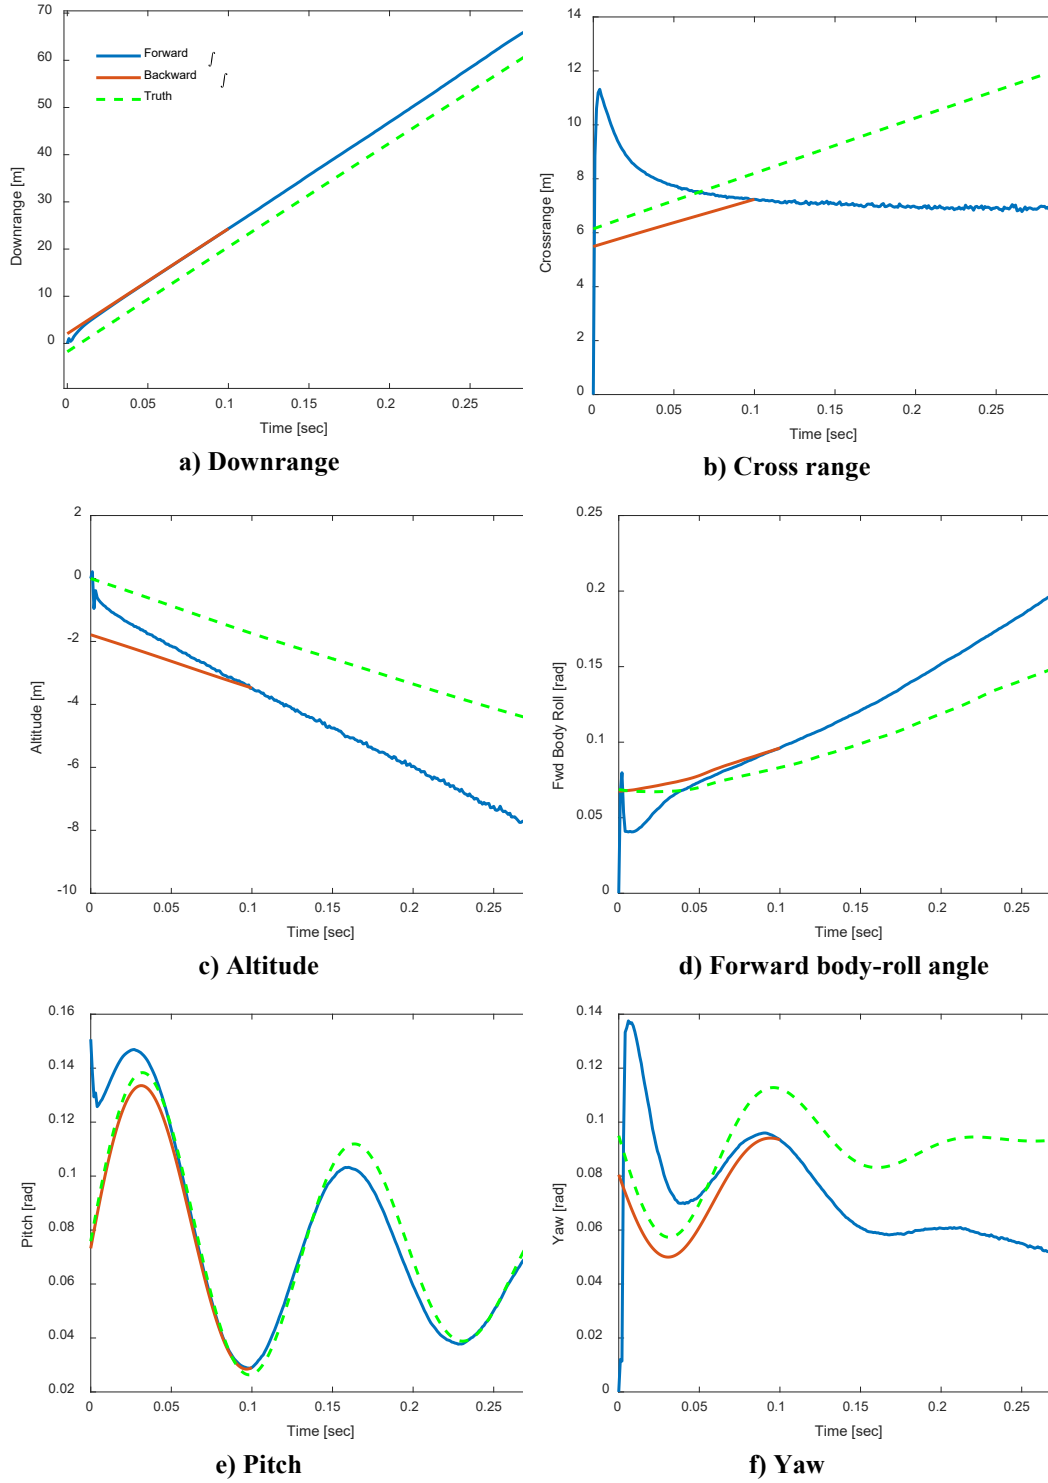 70
60
50
40
30
20
10
0
Downrange [m]
Forward ∫
Backward ∫
Truth
0 0.05 0.1 0.15 0.2 0.25
Time [sec]
a) Downrange
14
12
10
8
6
4
2
0
Crossrange [m]
0 0.05 0.1 0.15 0.2 0.25
Time [sec]
b) Cross range
2
0
-2
-4
-6
-8
-10
Altitude [m]
0 0.05 0.1 0.15 0.2 0.25
Time [sec]
c) Altitude
0.25
0.2
0.15
0.1
0.05
0
Fwd Body Roll [rad]
0 0.05 0.1 0.15 0.2 0.25
Time [sec]
d) Forward body-roll angle
0.16
0.14
0.12
0.1
0.08
0.06
0.04
0.02
Pitch [rad]
0 0.05 0.1 0.15 0.2 0.25
Time [sec]
e) Pitch
0.14
0.12
0.1
0.08
0.06
0.04
0.02
0
Yaw [rad]
0 0.05 0.1 0.15 0.2 0.25
Time [sec]
f) Yaw